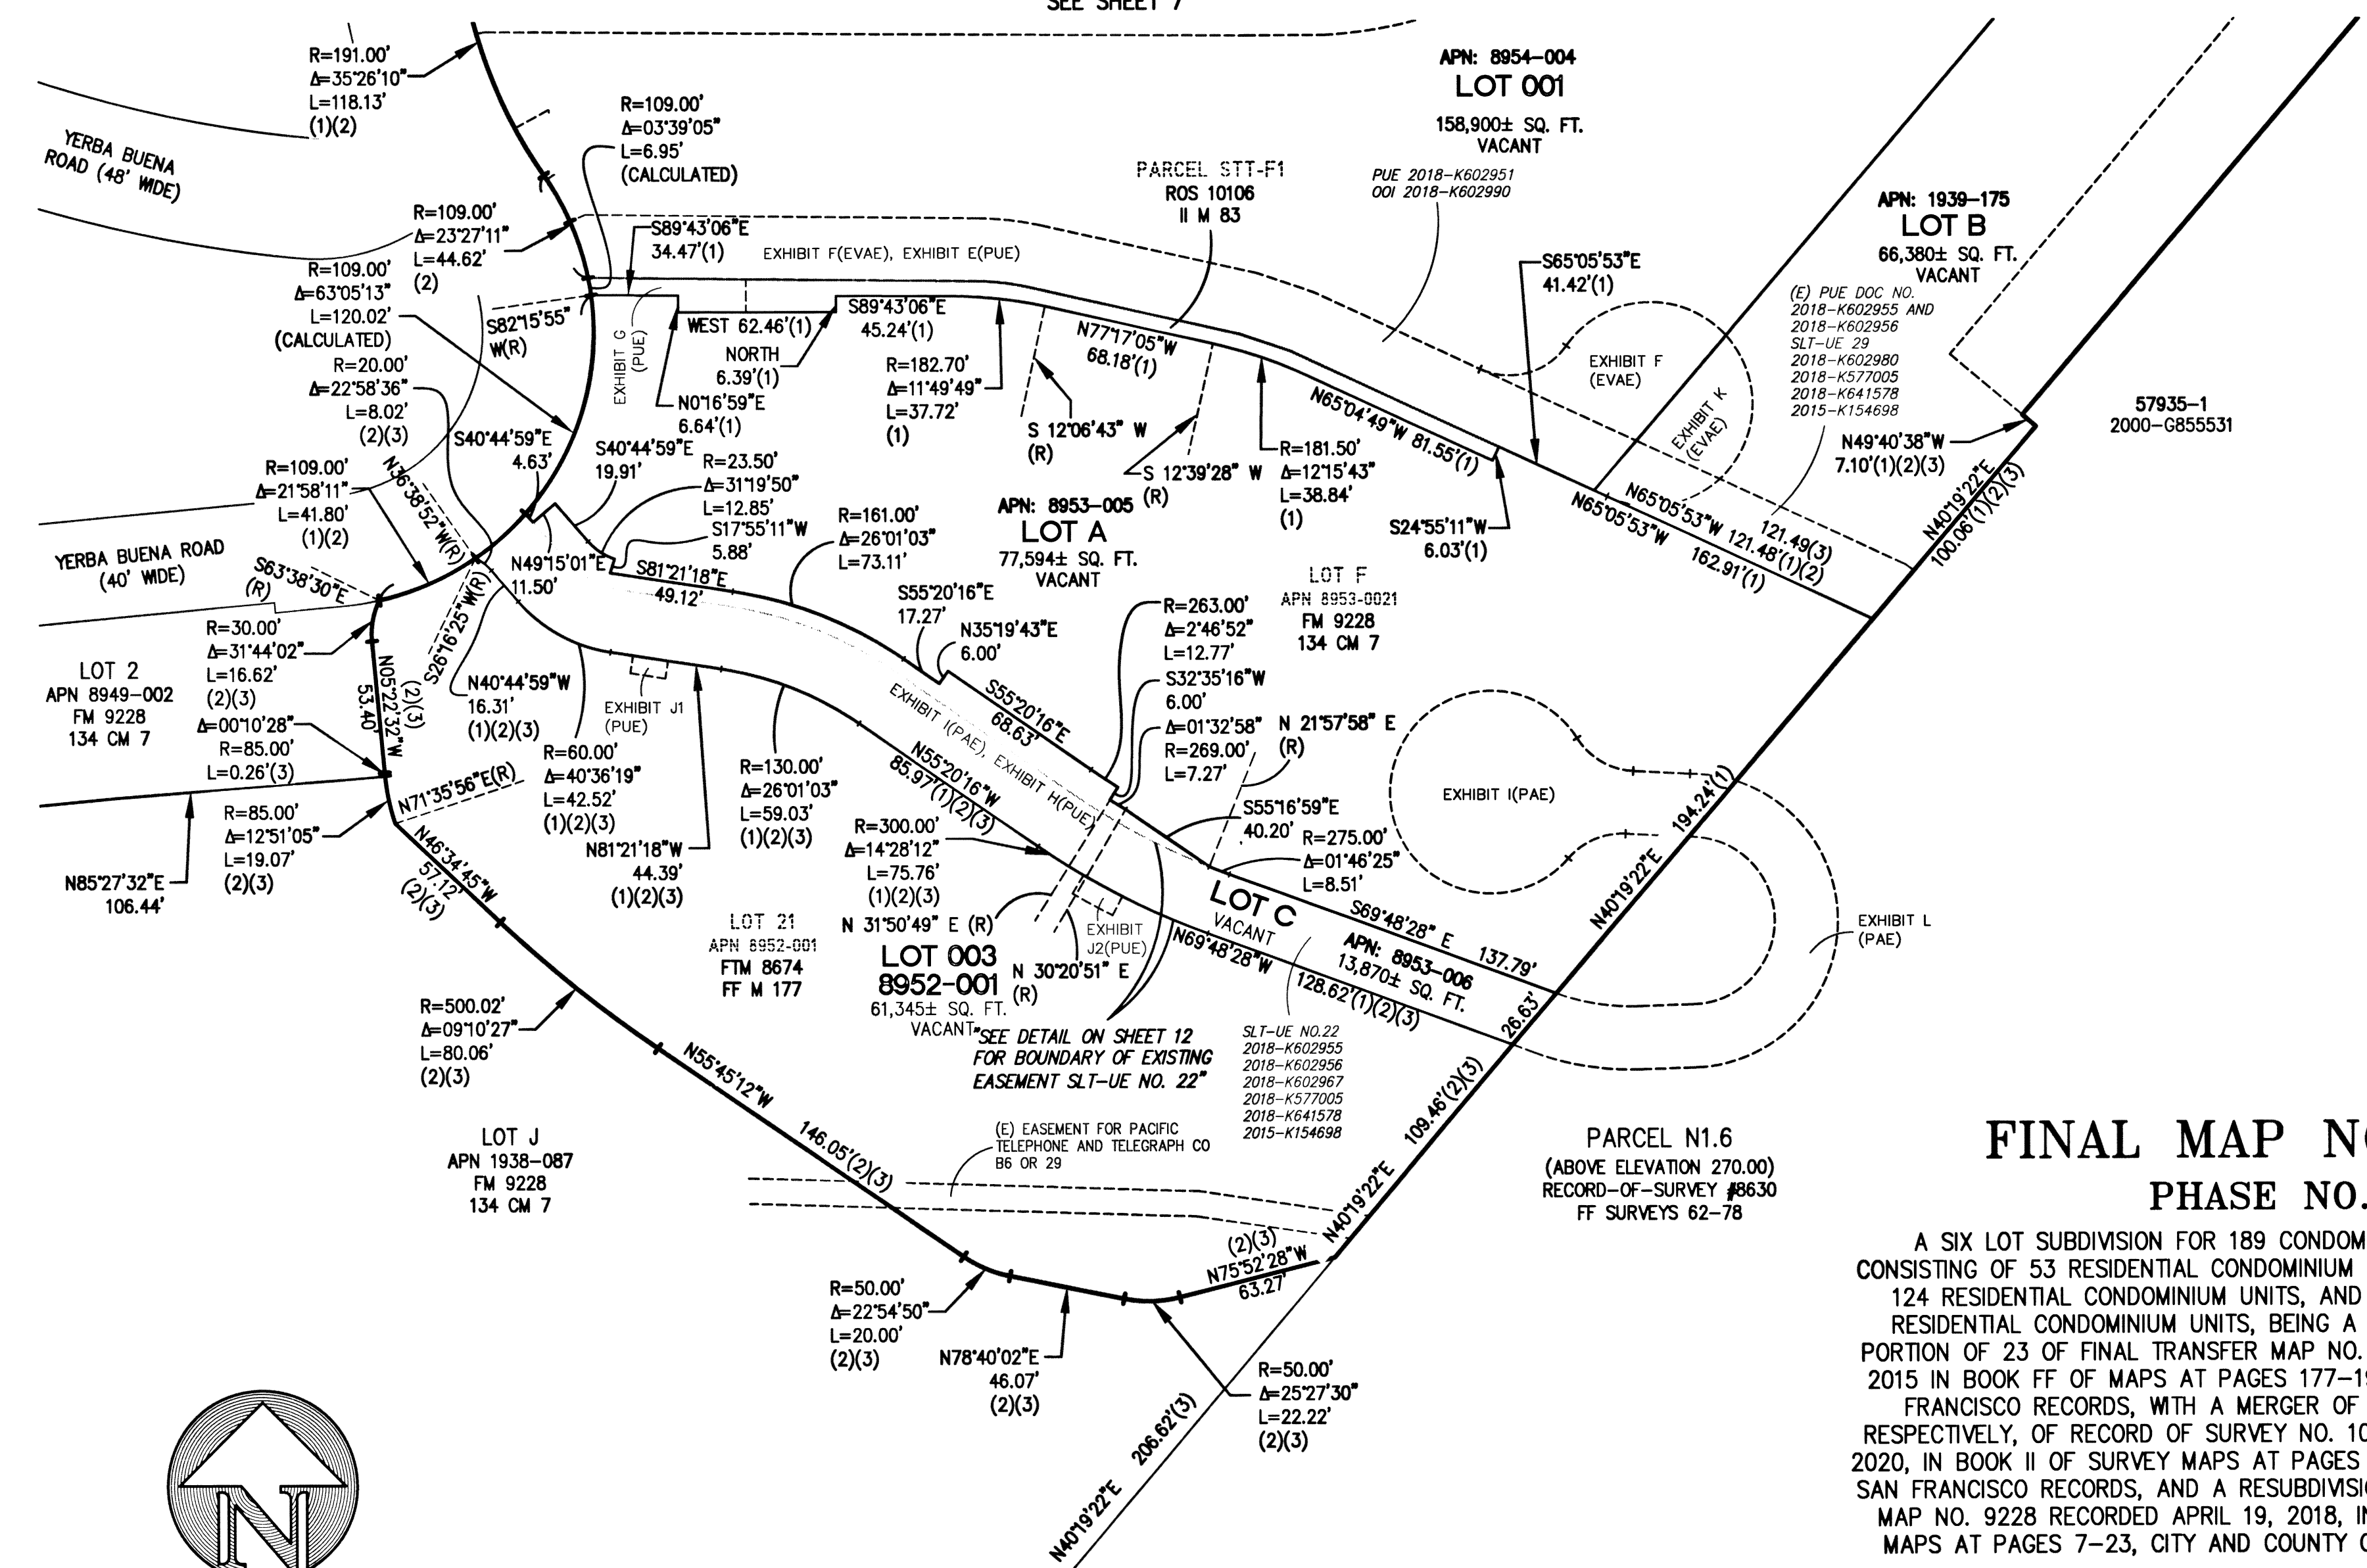 SEE SHEET 7
R=191.00'
Δ=35°26'10"
L=118.13'
(1)(2)
YERBA BUENA
ROAD (48' WIDE)
R=109.00'
Δ=03°39'05"
L=6.95'
(CALCULATED)
APN: 8954-004
LOT 001
158,900± SQ. FT.
VACANT
PUE 2018-K602951
OOI 2018-K602990
PARCEL STT-F1
ROS 10106
II M 83
APN: 1939-175
LOT B
66,380± SQ. FT.
VACANT
(E) PUE DOC NO.
2018-K602955 AND
2018-K602956
SLT-UE 29
2018-K602980
2018-K577005
2018-K641578
2015-K154698
57935-1
2000-G855531
N49°40'38"W
7.10'(1)(2)(3)
N40°19'22"E
100.06'(1)(2)(3)
R=109.00'
Δ=23°27'11"
L=44.62'
(2)
S89°43'06"E
34.47'(1)
EXHIBIT F(EVAE), EXHIBIT E(PUE)
S65°05'53"E
41.42'(1)
EXHIBIT F
(EVAE)
EXHIBIT K
(EVAE)
R=109.00'
Δ=63°05'13"
L=120.02'
(CALCULATED)
S82°15'55"
W(R)
EXHIBIT G
(PUE)
WEST 62.46'(1)
NORTH
6.39'(1)
N0°16'59"E
6.64'(1)
S89°43'06"E
45.24'(1)
R=182.70'
Δ=11°49'49"
L=37.72'
(1)
N77°17'05"W
68.18'(1)
S 12°06'43" W
(R)
S 12°39'28" W
(R)
R=181.50'
Δ=12°15'43"
L=38.84'
(1)
N65°04'49"W 81.55'(1)
S24°55'11"W
6.03'(1)
N65°05'53"W 121.48'(1)(2)
121.49(3)
N65°05'53"W 162.91'(1)
R=20.00'
Δ=22°58'36"
L=8.02'
(2)(3)
S40°44'59"E
4.63'
S40°44'59"E
19.91'
R=23.50'
Δ=31°19'50"
L=12.85'
S17°55'11"W
5.88'
R=109.00'
Δ=21°58'11"
L=41.80'
(1)(2)
N36°38'52"W(R)
YERBA BUENA ROAD
(40' WIDE)
S63°38'30"E
(R)
N49°15'01"E
11.50'
S81°21'18"E
49.12'
R=161.00'
Δ=26°01'03"
L=73.11'
APN: 8953-005
LOT A
77,594± SQ. FT.
VACANT
LOT F
APN 8953-0021
FM 9228
134 CM 7
S55°20'16"E
17.27'
N35°19'43"E
6.00'
R=263.00'
Δ=2°46'52"
L=12.77'
S32°35'16"W
6.00'
Δ=01°32'58"
R=269.00'
L=7.27'
N 21°57'58" E
(R)
S26°16'25"W(R)
R=30.00'
Δ=31°44'02"
L=16.62'
(2)(3)
LOT 2
APN 8949-002
FM 9228
134 CM 7
N05°22'32"W
53.40'
(2)(3)
Δ=00°10'28"
R=85.00'
L=0.26'(3)
N40°44'59"W
16.31'
(1)(2)(3)
EXHIBIT J1
(PUE)
R=60.00'
Δ=40°36'19"
L=42.52'
(1)(2)(3)
N81°21'18"W
44.39'
(1)(2)(3)
R=130.00'
Δ=26°01'03"
L=59.03'
(1)(2)(3)
EXHIBIT I(PAE), EXHIBIT H(PUE)
S55°20'16"E
68.63'
N55°20'16"W
85.97'(1)(2)(3)
S55°16'59"E
40.20'
R=275.00'
Δ=01°46'25"
L=8.51'
EXHIBIT I(PAE)
194.24'(1)
N40°19'22"E
EXHIBIT L
(PAE)
R=85.00'
Δ=12°51'05"
L=19.07'
(2)(3)
N71°35'56"E(R)
N85°27'32"E
106.44'
N46°34'45"W
57.12'
(2)(3)
R=300.00'
Δ=14°28'12"
L=75.76'
(1)(2)(3)
N 31°50'49" E (R)
EXHIBIT
J2(PUE)
N 30°20'51" E
(R)
LOT C
VACANT
APN: 8953-006
13,870± SQ. FT.
S69°48'28" E 137.79'
N69°48'28"W 128.62'(1)(2)(3)
26.63'
LOT 21
APN 8952-001
FTM 8674
FF M 177
LOT 003
8952-001
61,345± SQ. FT.
VACANT
"SEE DETAIL ON SHEET 12
FOR BOUNDARY OF EXISTING
EASEMENT SLT-UE NO. 22"
SLT-UE NO.22
2018-K602955
2018-K602956
2018-K602967
2018-K577005
2018-K641578
2015-K154698
R=500.02'
Δ=09°10'27"
L=80.06'
(2)(3)
N55°45'12"W
146.05'(2)(3)
LOT J
APN 1938-087
FM 9228
134 CM 7
(E) EASEMENT FOR PACIFIC
TELEPHONE AND TELEGRAPH CO
B6 OR 29
109.46'(2)(3)
N40°19'22"E
PARCEL N1.6
(ABOVE ELEVATION 270.00)
RECORD-OF-SURVEY #8630
FF SURVEYS 62-78
(2)(3)
N75°52'28"W
63.27'
R=50.00'
Δ=22°54'50"
L=20.00'
(2)(3)
N78°40'02"E
46.07'
(2)(3)
R=50.00'
Δ=25°27'30"
L=22.22'
(2)(3)
206.62'(3)
N40°19'22"E
N
FINAL MAP NO
PHASE NO.
A SIX LOT SUBDIVISION FOR 189 CONDOM
CONSISTING OF 53 RESIDENTIAL CONDOMINIUM
124 RESIDENTIAL CONDOMINIUM UNITS, AND
RESIDENTIAL CONDOMINIUM UNITS, BEING A
PORTION OF 23 OF FINAL TRANSFER MAP NO.
2015 IN BOOK FF OF MAPS AT PAGES 177-19
FRANCISCO RECORDS, WITH A MERGER OF
RESPECTIVELY, OF RECORD OF SURVEY NO. 10
2020, IN BOOK II OF SURVEY MAPS AT PAGES
SAN FRANCISCO RECORDS, AND A RESUBDIVISI
MAP NO. 9228 RECORDED APRIL 19, 2018, IN
MAPS AT PAGES 7-23, CITY AND COUNTY